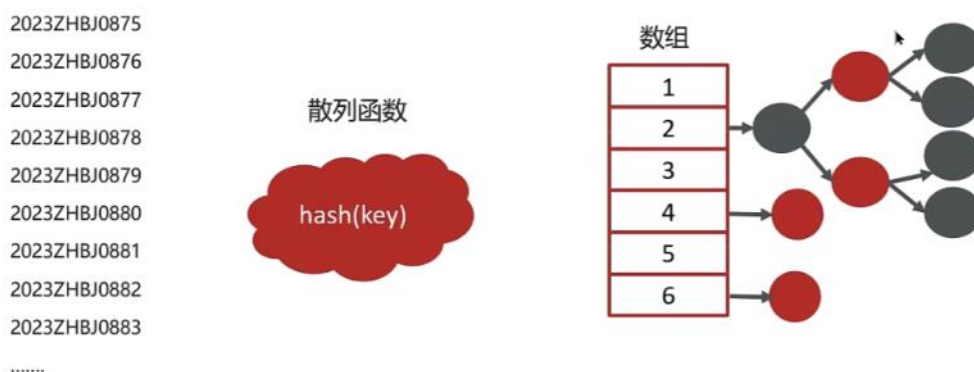 2023ZHBJ0875
2023ZHBJ0876
2023ZHBJ0877
2023ZHBJ0878
2023ZHBJ0879
2023ZHBJ0880
2023ZHBJ0881
2023ZHBJ0882
2023ZHBJ0883
.......
散列函数
hash(key)
数组
1
2
3
4
5
6